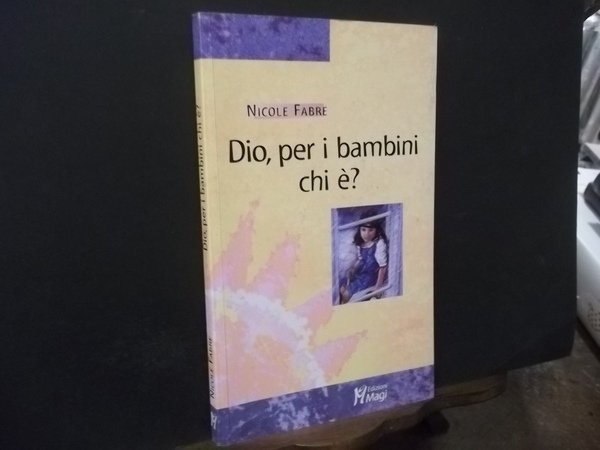 NICOLE FABRE
Dio, per i bambini
chi è?
Edizioni
Magi
Dio, per i bambini chi è?
NICOLE FABRE